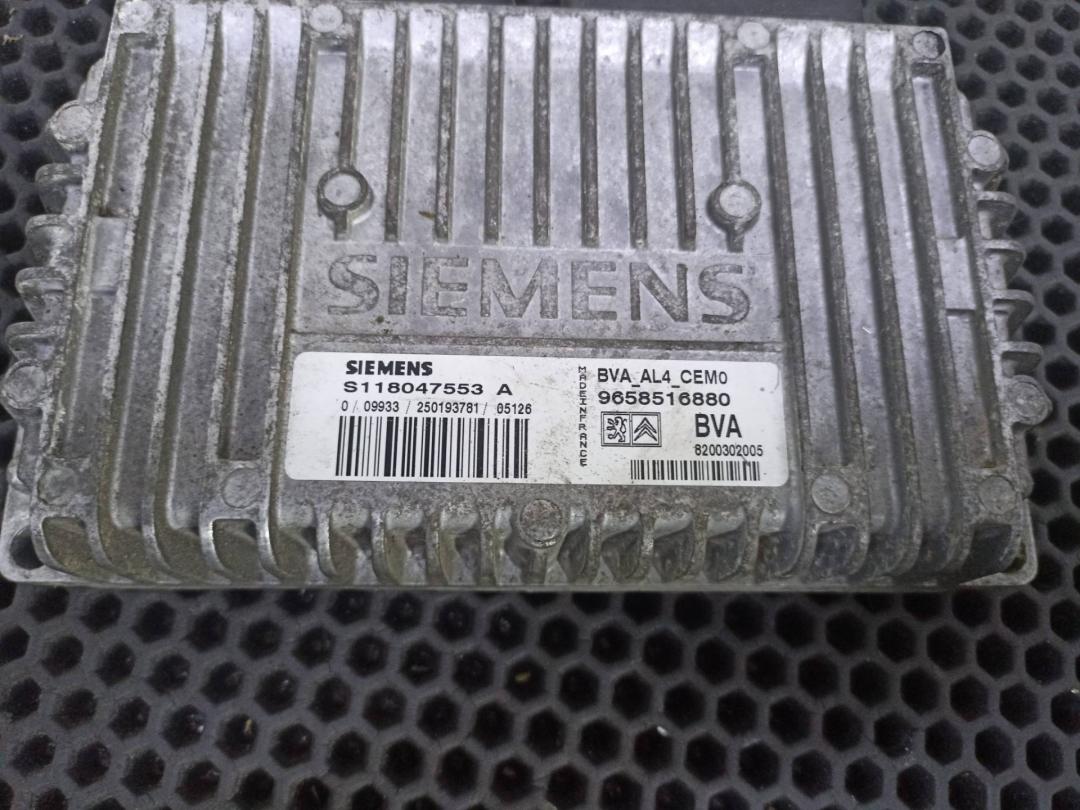 SIEMENS
SIEMENS
S118047553 A
0 / 09933 / 250193781 / 05126
MADE IN FRANCE
BVA_AL4_CEM0
9658516880
BVA
8200302005